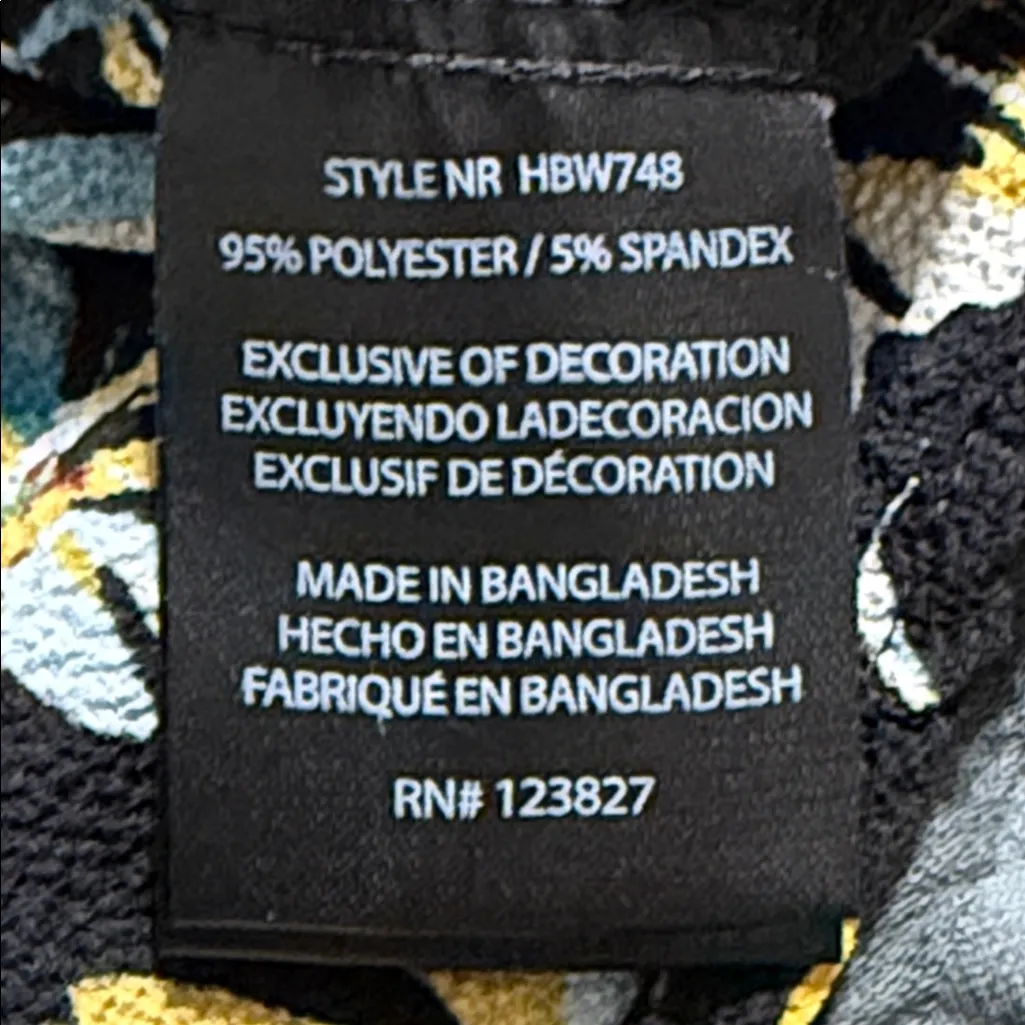 STYLE NR HBW748
95% POLYESTER / 5% SPANDEX
EXCLUSIVE OF DECORATION
EXCLUYENDO LADECORACION
EXCLUSIF DE DÉCORATION
MADE IN BANGLADESH
HECHO EN BANGLADESH
FABRIQUÉ EN BANGLADESH
RN# 123827